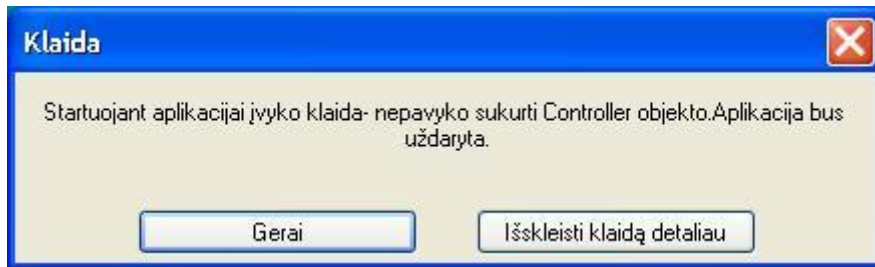 Klaida
Startuojant aplikacijai įvyko klaida- nepavyko sukurti Controller objekto.Aplikacija bus
uždaryta.
Gerai
Išskleisti klaidą detaliau